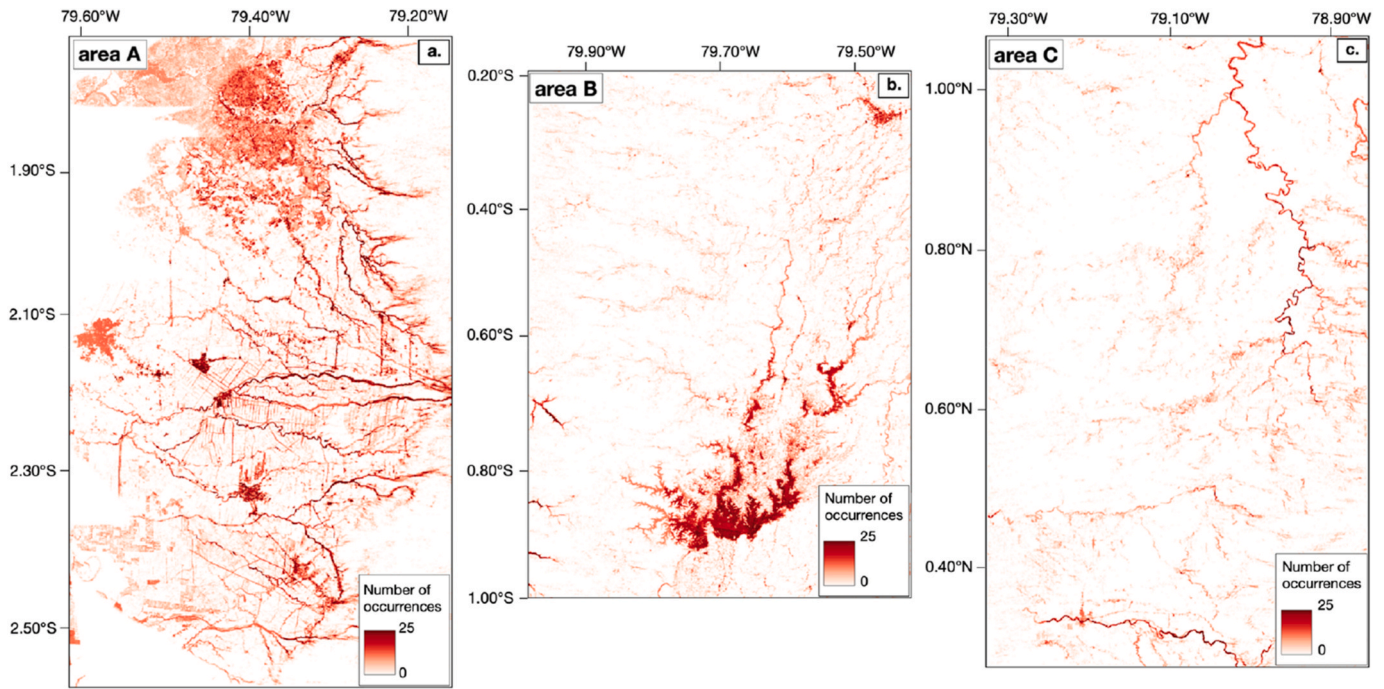 79.60°W 79.40°W 79.20°W
area A
a.
1.90°S
2.10°S
2.30°S
2.50°S
Number of
occurrences
25
0
79.90°W 79.70°W 79.50°W
area B
b.
0.20°S
0.40°S
0.60°S
0.80°S
1.00°S
Number of
occurrences
25
0
79.30°W 79.10°W 78.90°W
area C
c.
1.00°N
0.80°N
0.60°N
0.40°N
Number of
occurrences
25
0